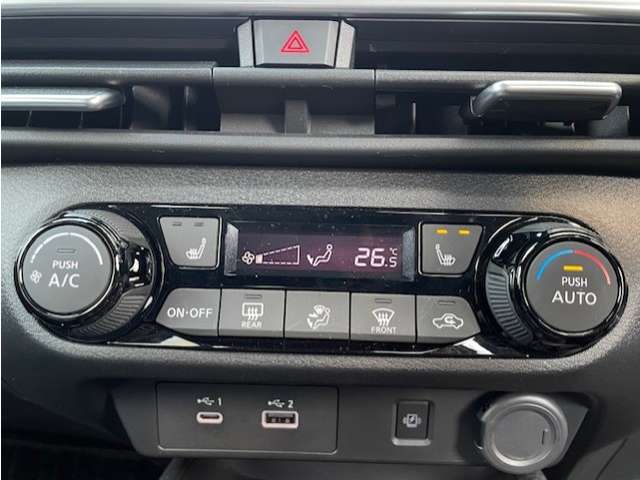 PUSH
A/C
26.5 °C
PUSH
AUTO
ON·OFF
REAR
FRONT
1
2